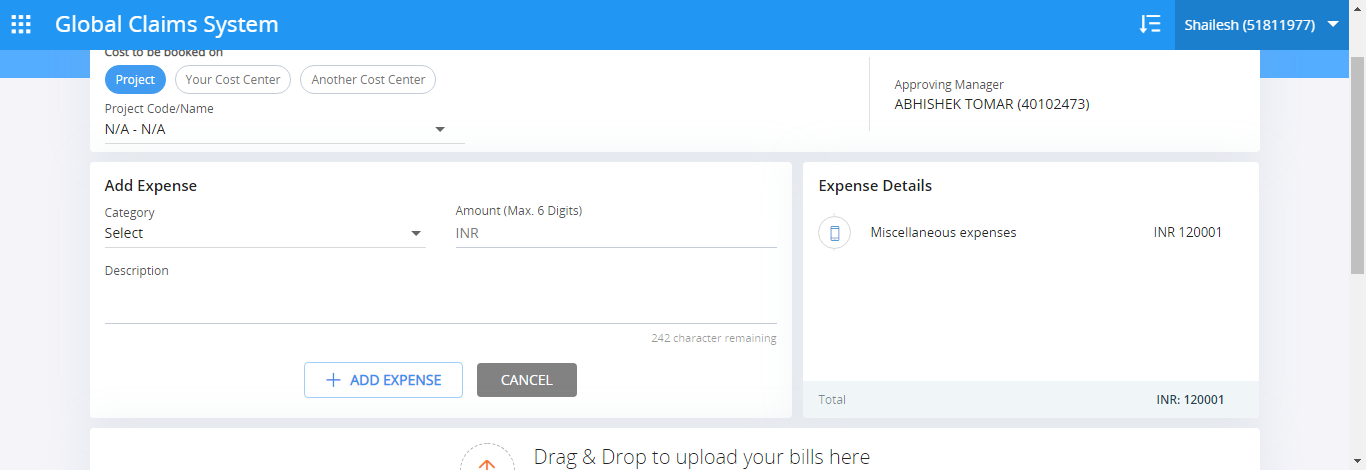 Global Claims System
Shailesh (51811977)
Cost to be booked on
Project
Your Cost Center
Another Cost Center
Project Code/Name
N/A - N/A
Approving Manager
ABHISHEK TOMAR (40102473)
Add Expense
Category
Select
Amount (Max. 6 Digits)
INR
Description
242 character remaining
ADD EXPENSE
CANCEL
Expense Details
Miscellaneous expenses
INR 120001
Total
INR: 120001
Drag & Drop to upload your bills here